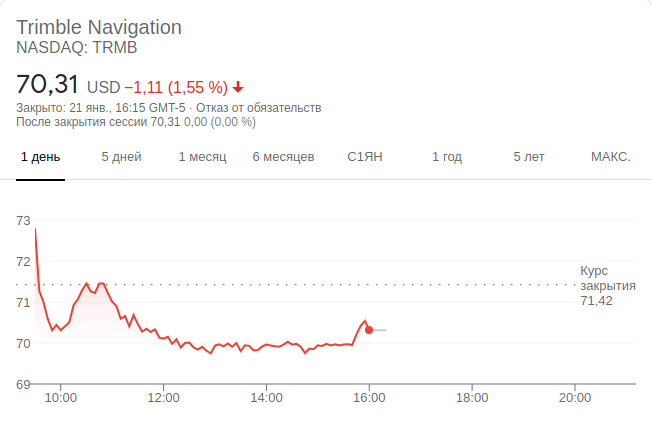 Trimble Navigation
NASDAQ: TRMB
70,31 USD −1,11 (1,55 %)
Закрыто: 21 янв., 16:15 GMT-5 · Отказ от обязательств
После закрытия сессии 70,31 0,00 (0,00 %)
1 день 5 дней 1 месяц 6 месяцев С1ЯН 1 год 5 лет МАКС.
73
72
Курс
закрытия
71,42
71
70
69
10:00 12:00 14:00 16:00 18:00 20:00